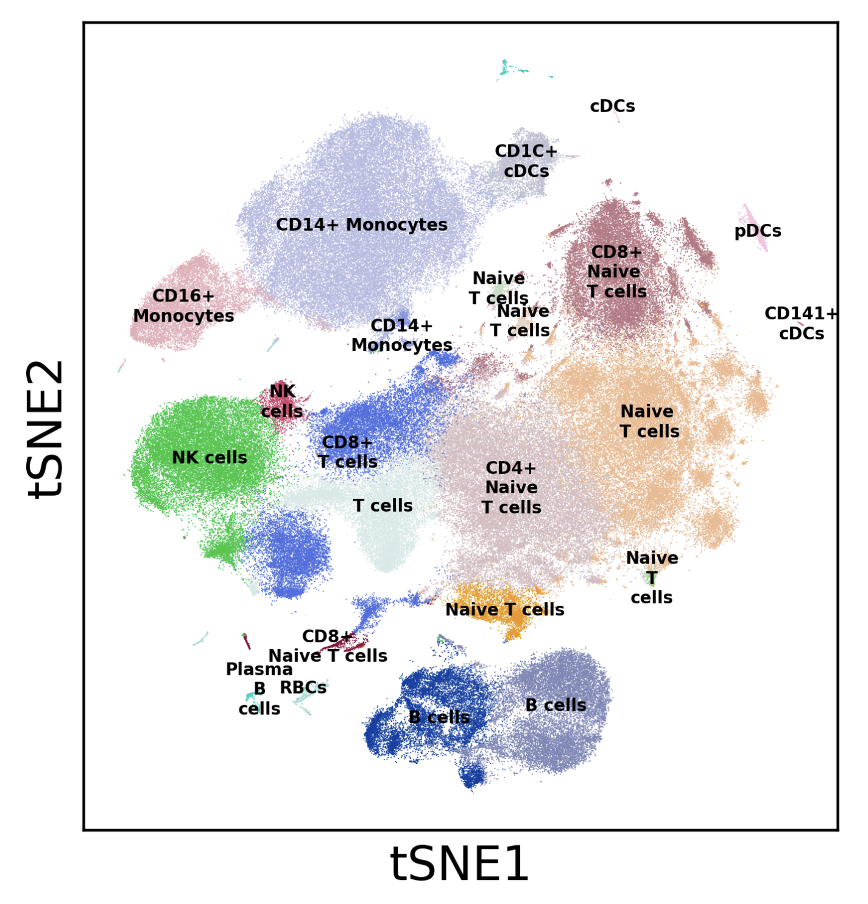 cDCs
CD1C+
cDCs
CD14+ Monocytes
pDCs
CD8+
Naive
T cells
Naive
T cells
CD16+
Monocytes
Naive
T cells
CD141+
cDCs
CD14+
Monocytes
NK
cells
Naive
T cells
CD8+
T cells
NK cells
CD4+
Naive
T cells
T cells
Naive
T
cells
Naive T cells
CD8+
Naive T cells
Plasma
B
cells
RBCs
B cells
B cells
tSNE1
tSNE2